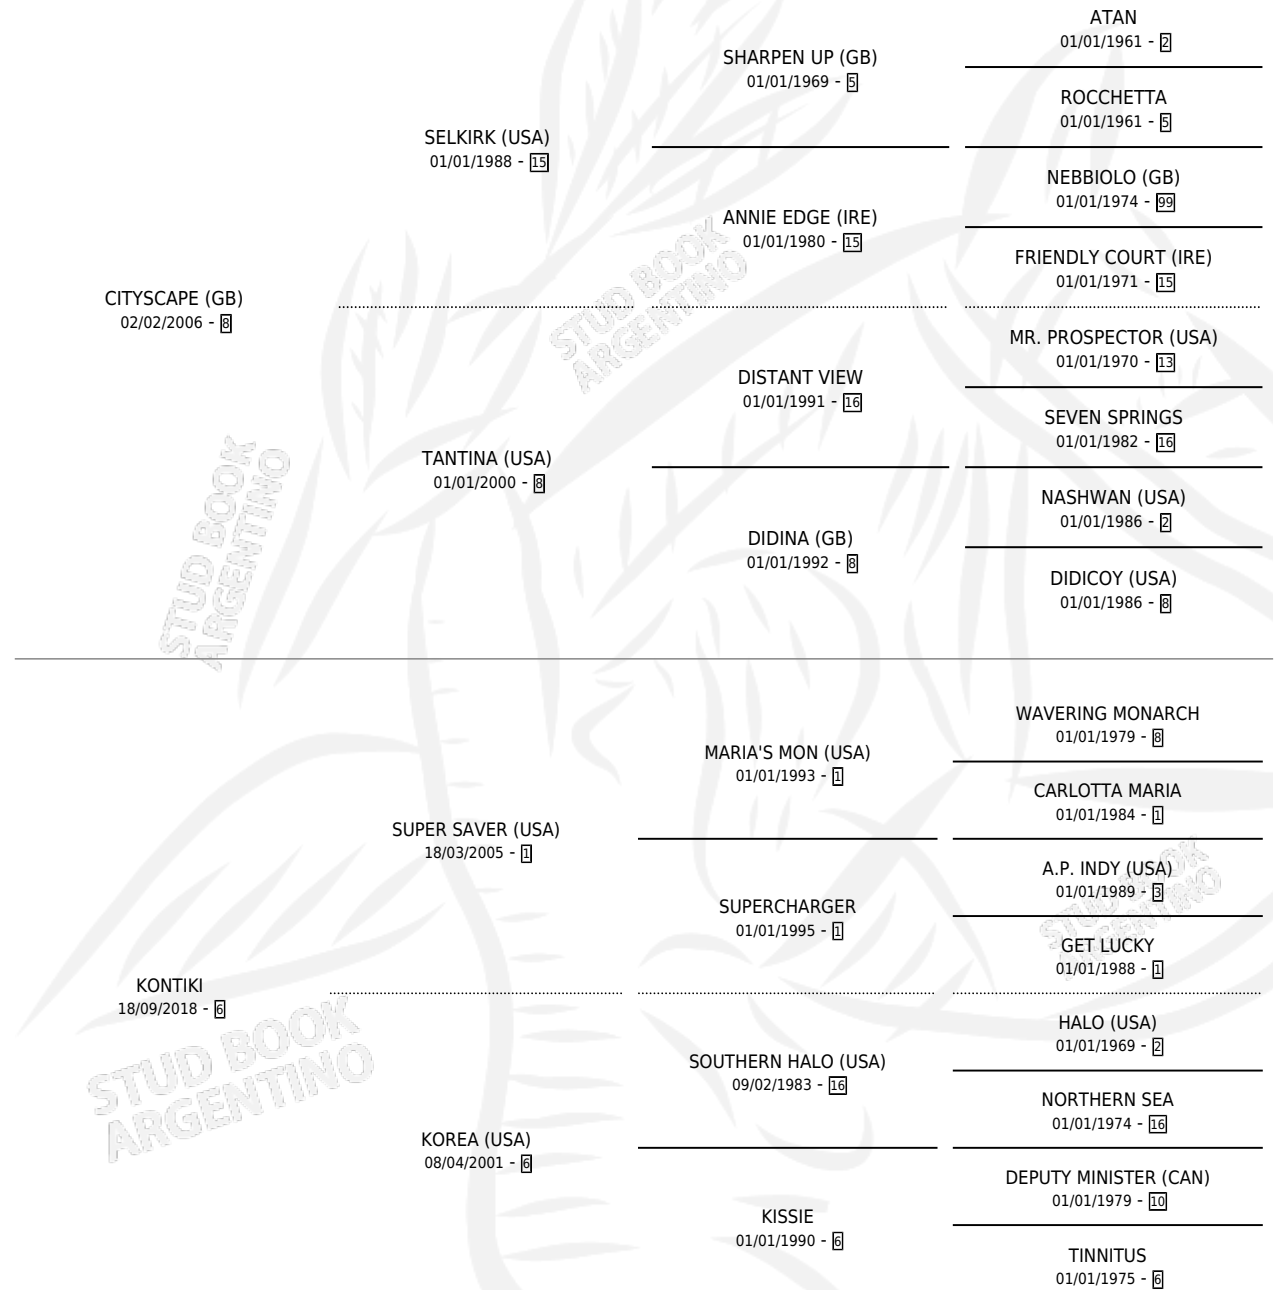 ATAN
01/01/1961 - 2
SHARPEN UP (GB)
01/01/1969 - 5
ROCCHETTA
01/01/1961 - 5
SELKIRK (USA)
01/01/1988 - 15
NEBBIOLO (GB)
01/01/1974 - 99
ANNIE EDGE (IRE)
01/01/1980 - 15
FRIENDLY COURT (IRE)
01/01/1971 - 15
CITYSCAPE (GB)
02/02/2006 - 8
MR. PROSPECTOR (USA)
01/01/1970 - 13
DISTANT VIEW
01/01/1991 - 16
SEVEN SPRINGS
01/01/1982 - 16
TANTINA (USA)
01/01/2000 - 8
NASHWAN (USA)
01/01/1986 - 2
DIDINA (GB)
01/01/1992 - 8
DIDICOY (USA)
01/01/1986 - 8
WAVERING MONARCH
01/01/1979 - 8
MARIA'S MON (USA)
01/01/1993 - 1
CARLOTTA MARIA
01/01/1984 - 1
SUPER SAVER (USA)
18/03/2005 - 1
A.P. INDY (USA)
01/01/1989 - 3
SUPERCHARGER
01/01/1995 - 1
GET LUCKY
01/01/1988 - 1
KONTIKI
18/09/2018 - 6
HALO (USA)
01/01/1969 - 2
SOUTHERN HALO (USA)
09/02/1983 - 16
NORTHERN SEA
01/01/1974 - 16
KOREA (USA)
08/04/2001 - 6
DEPUTY MINISTER (CAN)
01/01/1979 - 10
KISSIE
01/01/1990 - 6
TINNITUS
01/01/1975 - 6
STUD BOOK
ARGENTINO
STUD BOOK
ARGENTINO
STUD BOOK
ARGENTINO
STUD BOOK
ARGENTINO